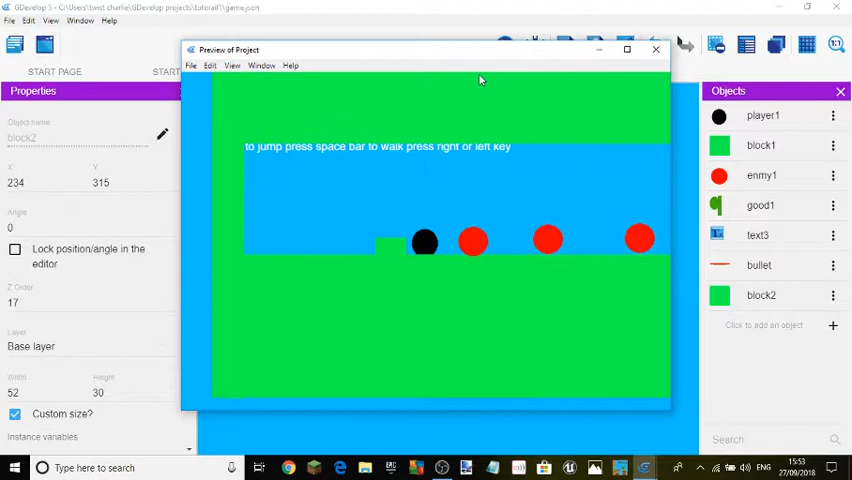 GDevelop 5 - C:\Users\twist charlie\GDevelop projects\tutorail1\game.json
File Edit View Window Help
START PAGE
START
Properties
Object name
block2
X
Y
234
315
Angle
0
Lock position/angle in the
editor
Z Order
17
Layer
Base layer
Width
Height
52
30
Custom size?
Instance variables
Preview of Project
File Edit View Window Help
to jump press space bar to walk press right or left key
Objects
player1
block1
enmy1
good1
text3
bullet
block2
Click to add an object
Search
Type here to search
EPIC
ENG
15:53
27/09/2018